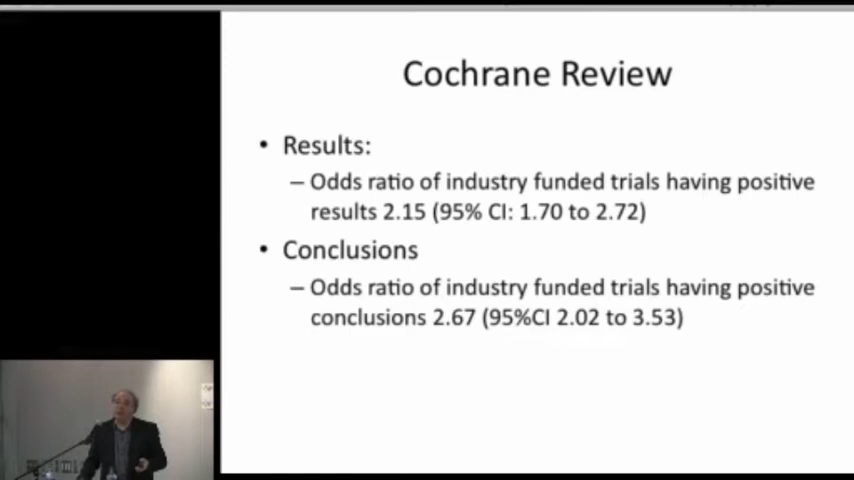 Cochrane Review
• Results:
– Odds ratio of industry funded trials having positive
results 2.15 (95% CI: 1.70 to 2.72)
• Conclusions
– Odds ratio of industry funded trials having positive
conclusions 2.67 (95%CI 2.02 to 3.53)